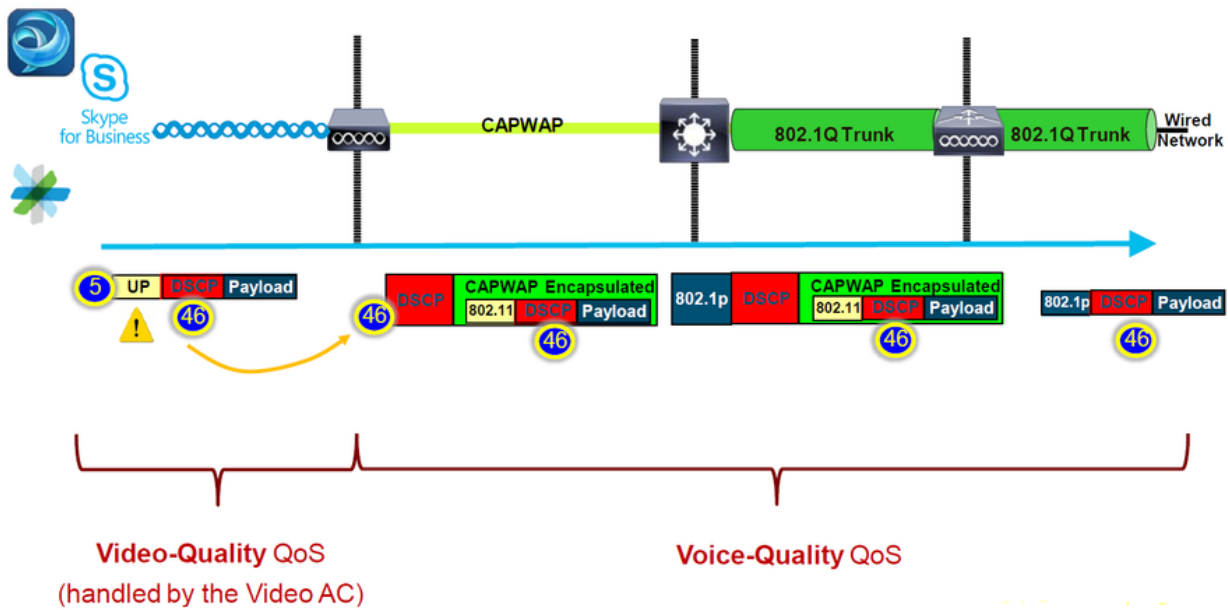 S
Skype
for Business
CAPWAP
802.1Q Trunk
802.1Q Trunk
Wired
Network
5
UP
DSCP
Payload
!
46
46
DSCP
CAPWAP Encapsulated
802.11
DSCP
Payload
46
802.1p
DSCP
CAPWAP Encapsulated
802.11
DSCP
Payload
46
802.1p
DSCP
Payload
46
Video-Quality QoS
(handled by the Video AC)
Voice-Quality QoS